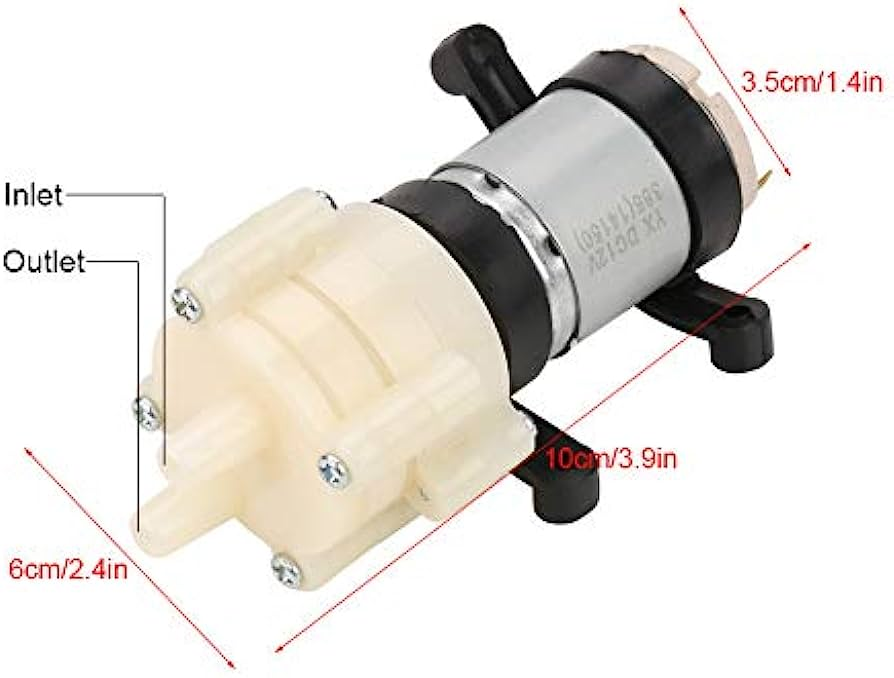 3.5cm/1.4in
Inlet
Outlet
YX DC12V
385(14150)
10cm/3.9in
6cm/2.4in